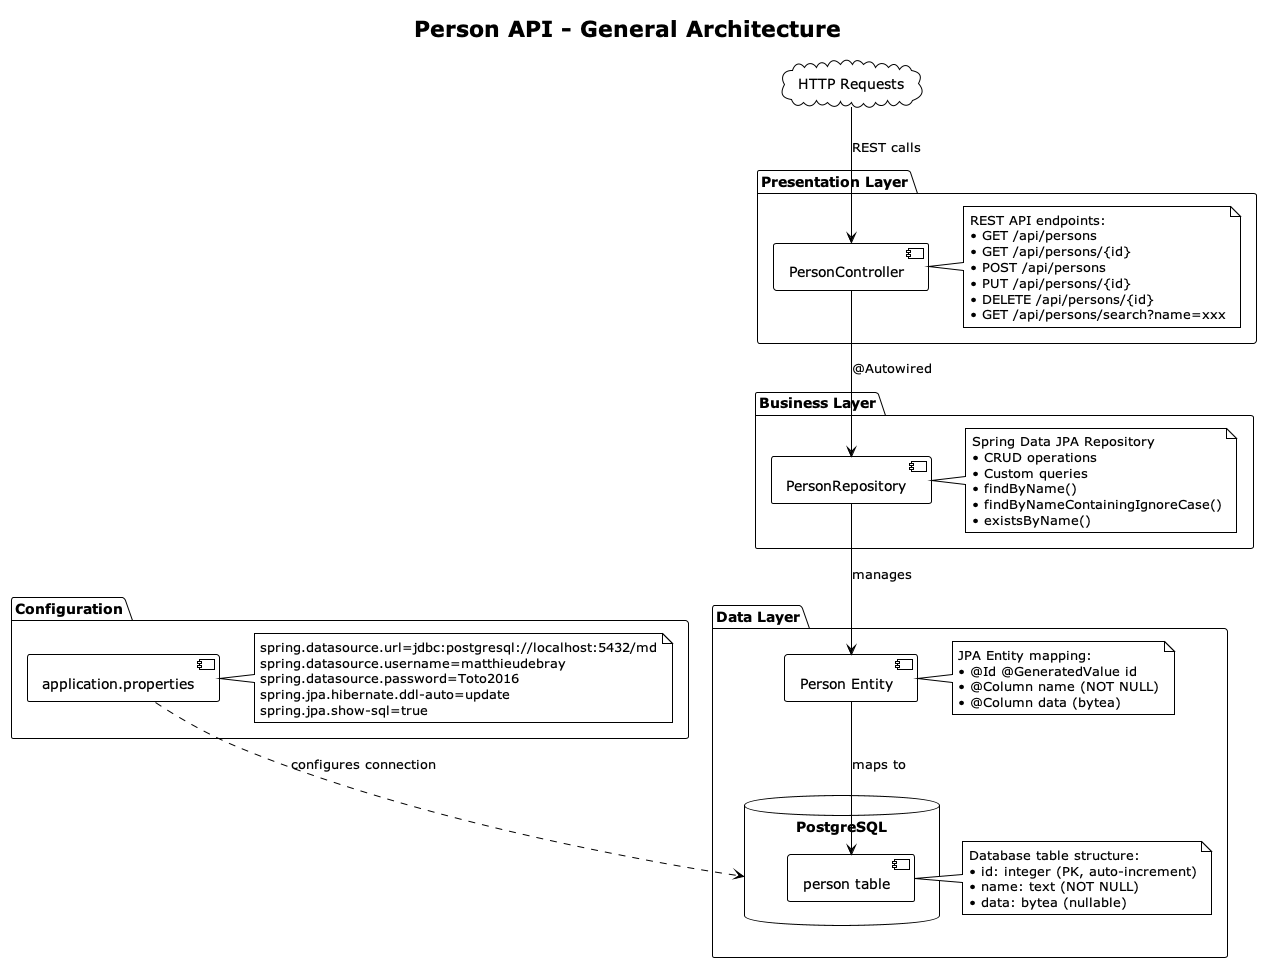 Person API - General Architecture
HTTP Requests
REST calls
Presentation Layer
PersonController
REST API endpoints:
• GET /api/persons
• GET /api/persons/{id}
• POST /api/persons
• PUT /api/persons/{id}
• DELETE /api/persons/{id}
• GET /api/persons/search?name=xxx
@Autowired
Business Layer
PersonRepository
Spring Data JPA Repository
• CRUD operations
• Custom queries
• findByName()
• findByNameContainingIgnoreCase()
• existsByName()
manages
Configuration
application.properties
spring.datasource.url=jdbc:postgresql://localhost:5432/md
spring.datasource.username=matthieudebray
spring.datasource.password=Toto2016
spring.jpa.hibernate.ddl-auto=update
spring.jpa.show-sql=true
configures connection
Data Layer
Person Entity
JPA Entity mapping:
• @Id @GeneratedValue id
• @Column name (NOT NULL)
• @Column data (bytea)
maps to
PostgreSQL
person table
Database table structure:
• id: integer (PK, auto-increment)
• name: text (NOT NULL)
• data: bytea (nullable)